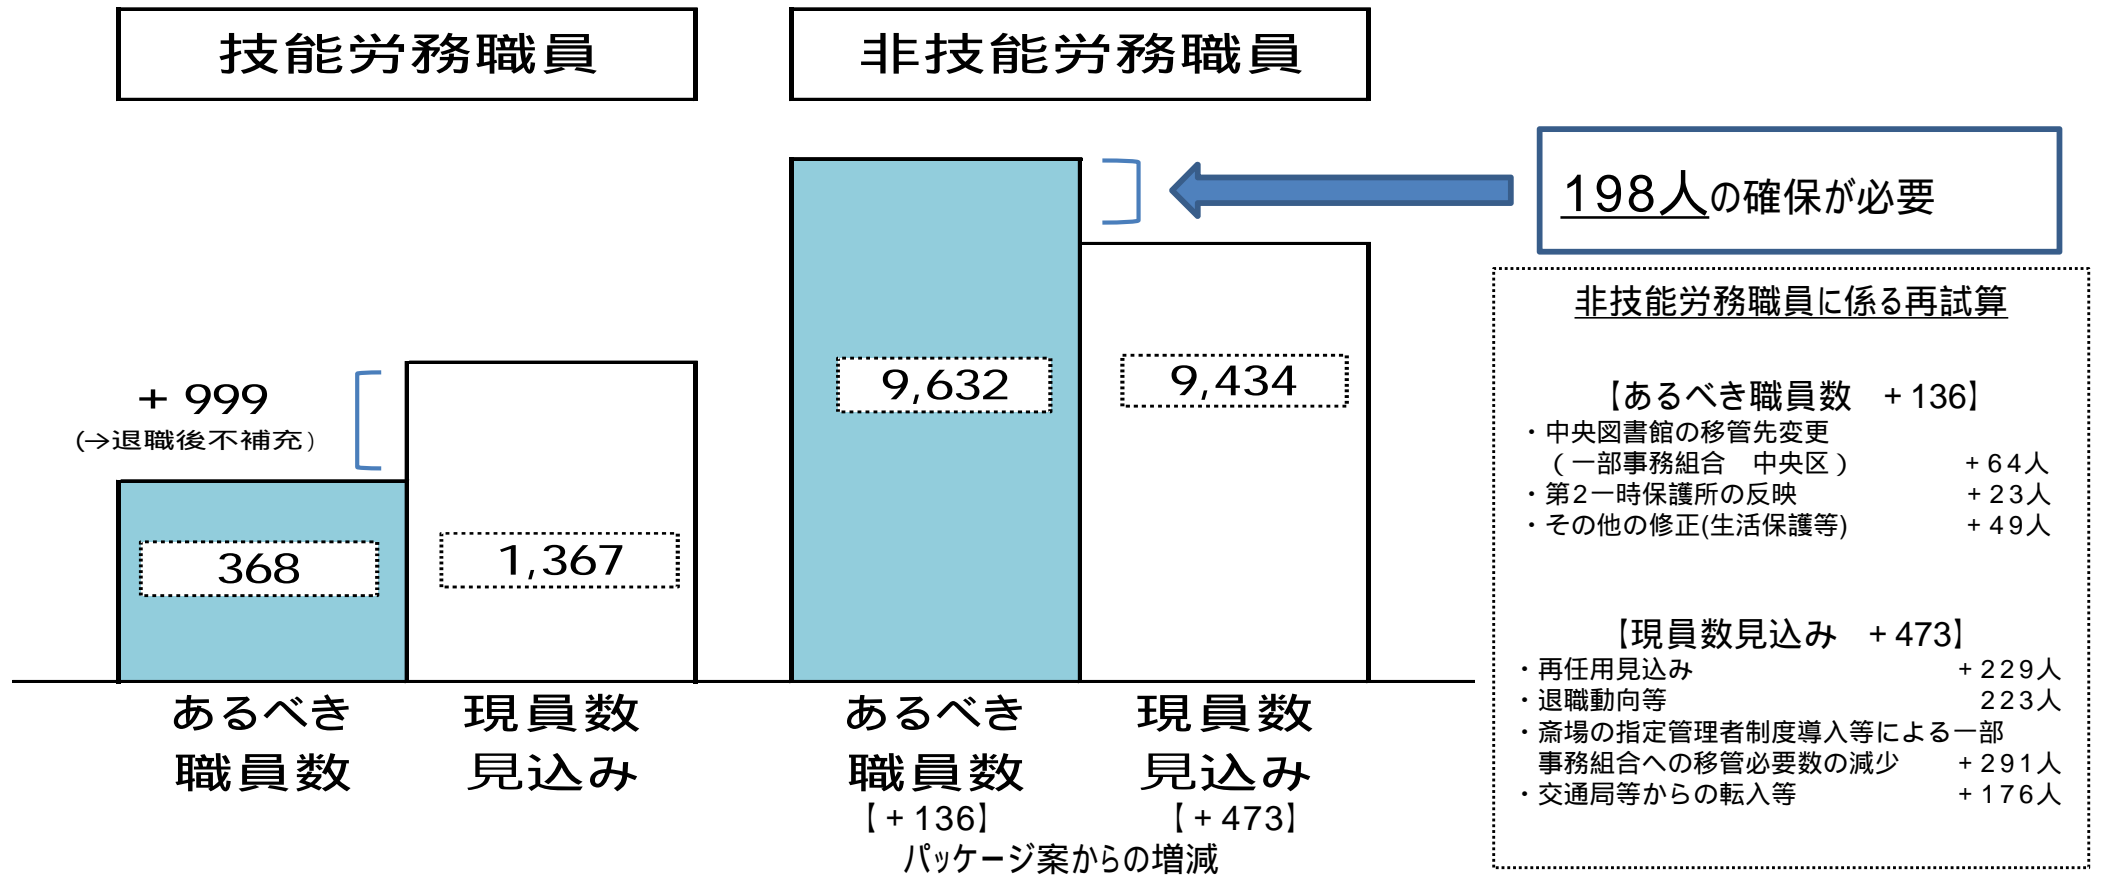 技能労務職員
非技能労務職員
198人の確保が必要
+ 999
(→退職後不補充)
368
1,367
9,632
9,434
あるべき
職員数
現員数
見込み
あるべき
職員数
【+136】
現員数
見込み
【+473】
パッケージ案からの増減
非技能労務職員に係る再試算
【あるべき職員数　+136】
・中央図書館の移管先変更
（一部事務組合　中央区）　+64人
・第2一時保護所の反映　+23人
・その他の修正(生活保護等)　+49人
【現員数見込み　+473】
・再任用見込み　+229人
・退職動向等　223人
・斎場の指定管理者制度導入等による一部
事務組合への移管必要数の減少　+291人
・交通局等からの転入等　+176人